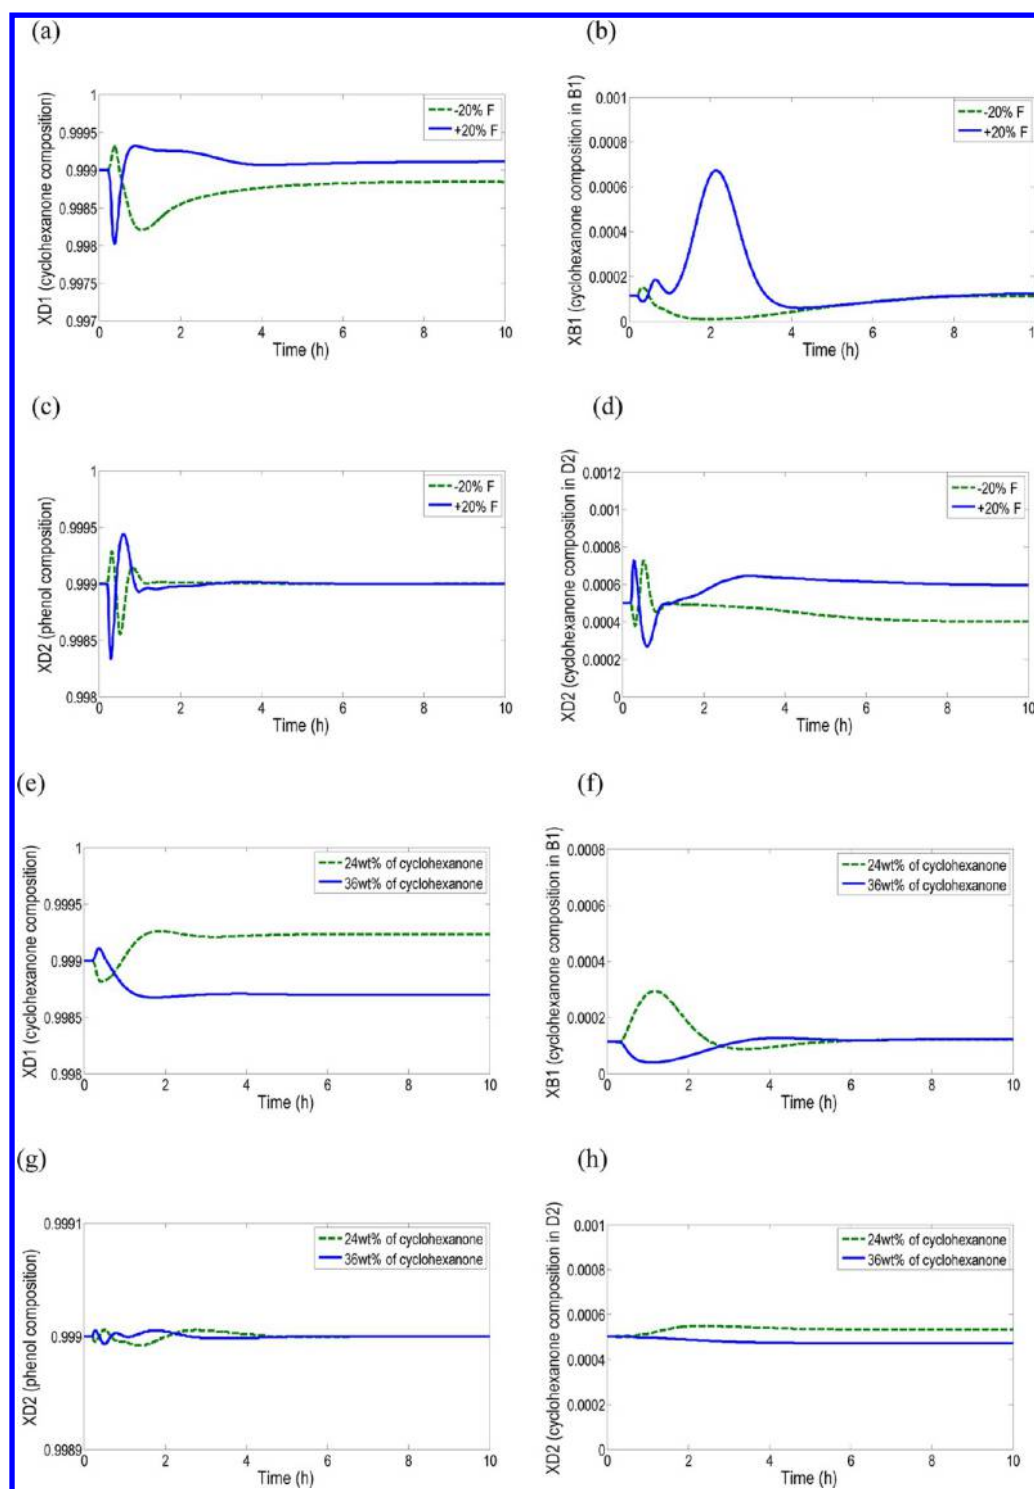 (a)
XD1 (cyclohexanone composition)
1
0.9995
0.999
0.9985
0.998
0.9975
0.997
0 2 4 6 8 10
Time (h)
-20% F
+20% F
(b)
XB1 (cyclohexanone composition in B1)
0.001
0.0008
0.0006
0.0004
0.0002
0
0 2 4 6 8 10
Time (h)
-20% F
+20% F
(c)
XD2 (phenol composition)
1
0.9995
0.999
0.9985
0.998
0 2 4 6 8 10
Time (h)
-20% F
+20% F
(d)
XD2 (cyclohexanone composition in D2)
0.0012
0.001
0.0008
0.0006
0.0004
0.0002
0
0 2 4 6 8 10
Time (h)
-20% F
+20% F
(e)
XD1 (cyclohexanone composition)
1
0.9995
0.999
0.9985
0.998
0 2 4 6 8 10
Time (h)
24wt% of cyclohexanone
36wt% of cyclohexanone
(f)
XB1 (cyclohexanone composition in B1)
0.0008
0.0006
0.0004
0.0002
0
0 2 4 6 8 10
Time (h)
24wt% of cyclohexanone
36wt% of cyclohexanone
(g)
XD2 (phenol composition)
0.9991
0.999
0.9989
0 2 4 6 8 10
Time (h)
24wt% of cyclohexanone
36wt% of cyclohexanone
(h)
XD2 (cyclohexanone composition in D2)
0.001
0.0008
0.0006
0.0004
0.0002
0
0 2 4 6 8 10
Time (h)
24wt% of cyclohexanone
36wt% of cyclohexanone